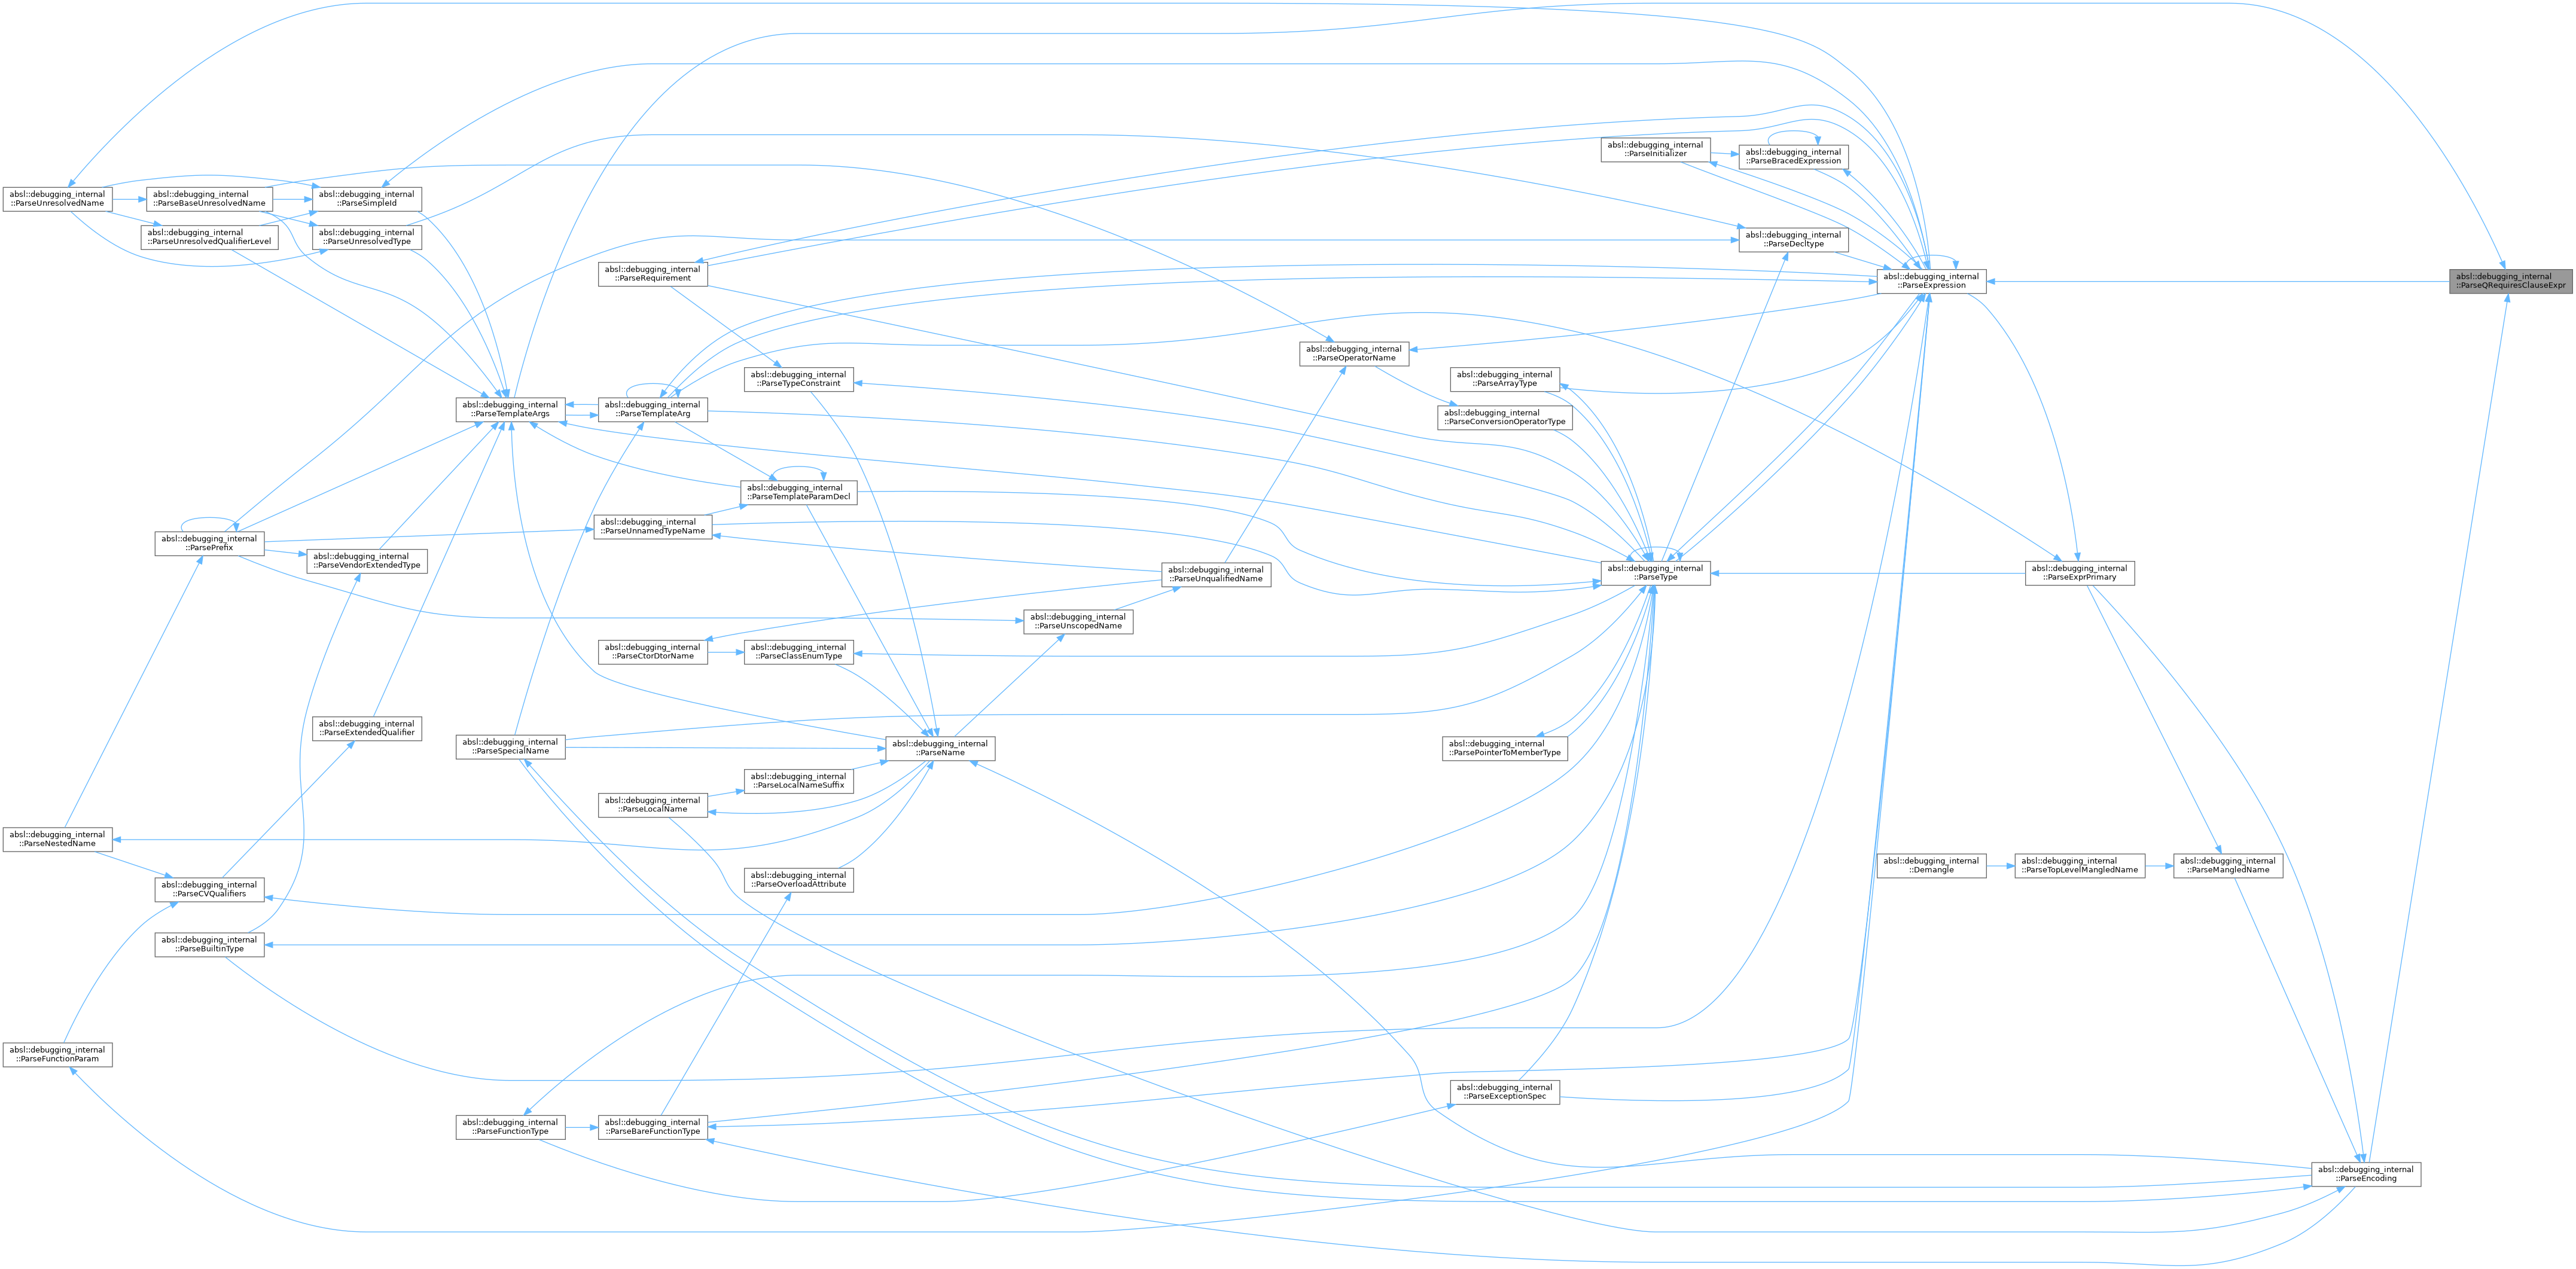 absl::debugging_internal
::ParseInitializer
absl::debugging_internal
::ParseBracedExpression
absl::debugging_internal
::ParseUnresolvedName
absl::debugging_internal
::ParseBaseUnresolvedName
absl::debugging_internal
::ParseSimpleId
absl::debugging_internal
::ParseUnresolvedQualifierLevel
absl::debugging_internal
::ParseUnresolvedType
absl::debugging_internal
::ParseDecltype
absl::debugging_internal
::ParseRequirement
absl::debugging_internal
::ParseExpression
absl::debugging_internal
::ParseQRequiresClauseExpr
absl::debugging_internal
::ParseOperatorName
absl::debugging_internal
::ParseTypeConstraint
absl::debugging_internal
::ParseArrayType
absl::debugging_internal
::ParseTemplateArgs
absl::debugging_internal
::ParseTemplateArg
absl::debugging_internal
::ParseConversionOperatorType
absl::debugging_internal
::ParseTemplateParamDecl
absl::debugging_internal
::ParseUnnamedTypeName
absl::debugging_internal
::ParsePrefix
absl::debugging_internal
::ParseVendorExtendedType
absl::debugging_internal
::ParseUnqualifiedName
absl::debugging_internal
::ParseType
absl::debugging_internal
::ParseExprPrimary
absl::debugging_internal
::ParseUnscopedName
absl::debugging_internal
::ParseCtorDtorName
absl::debugging_internal
::ParseClassEnumType
absl::debugging_internal
::ParseExtendedQualifier
absl::debugging_internal
::ParseSpecialName
absl::debugging_internal
::ParseName
absl::debugging_internal
::ParsePointerToMemberType
absl::debugging_internal
::ParseLocalNameSuffix
absl::debugging_internal
::ParseLocalName
absl::debugging_internal
::ParseNestedName
absl::debugging_internal
::ParseCVQualifiers
absl::debugging_internal
::ParseOverloadAttribute
absl::debugging_internal
::Demangle
absl::debugging_internal
::ParseTopLevelMangledName
absl::debugging_internal
::ParseMangledName
absl::debugging_internal
::ParseBuiltinType
absl::debugging_internal
::ParseFunctionParam
absl::debugging_internal
::ParseExceptionSpec
absl::debugging_internal
::ParseFunctionType
absl::debugging_internal
::ParseBareFunctionType
absl::debugging_internal
::ParseEncoding